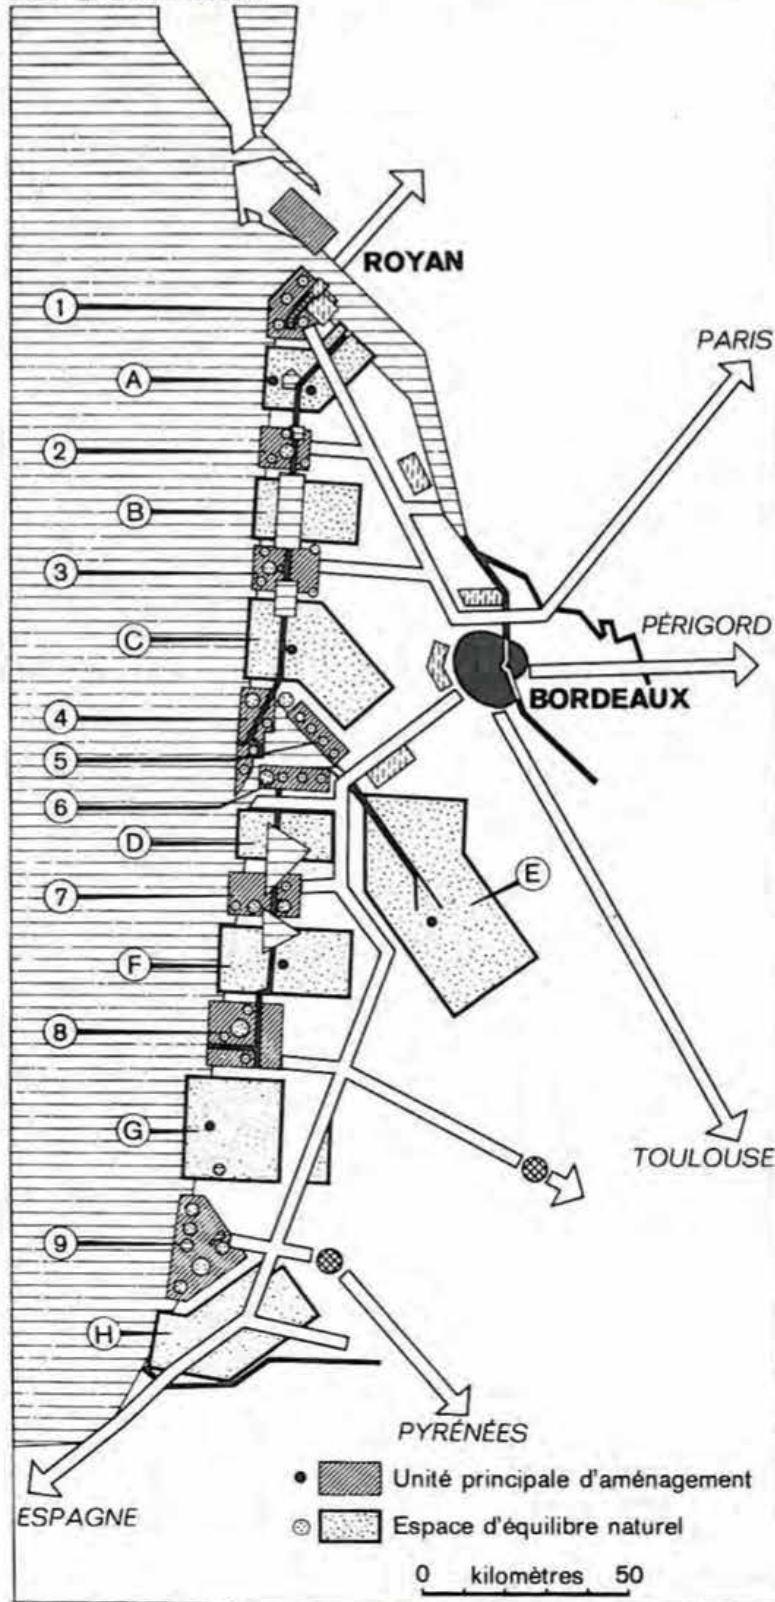 ROYAN
1
PARIS
A
2
B
3
C
PÉRIGORD
BORDEAUX
4
5
6
D
7
E
F
8
G
TOULOUSE
9
H
PYRÉNÉES
Unité principale d'aménagement
ESPAGNE
Espace d'équilibre naturel
0 kilomètres 50